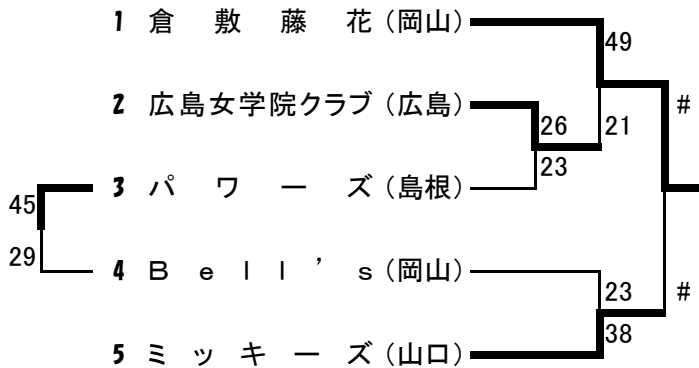 1 倉敷藤花(岡山)
49
2 広島女学院クラブ(広島)
#
26
21
23
3 パワーズ(島根)
45
29
4 Ｂｅｌｌ’ｓ(岡山)
23
#
38
5 ミッキーズ(山口)